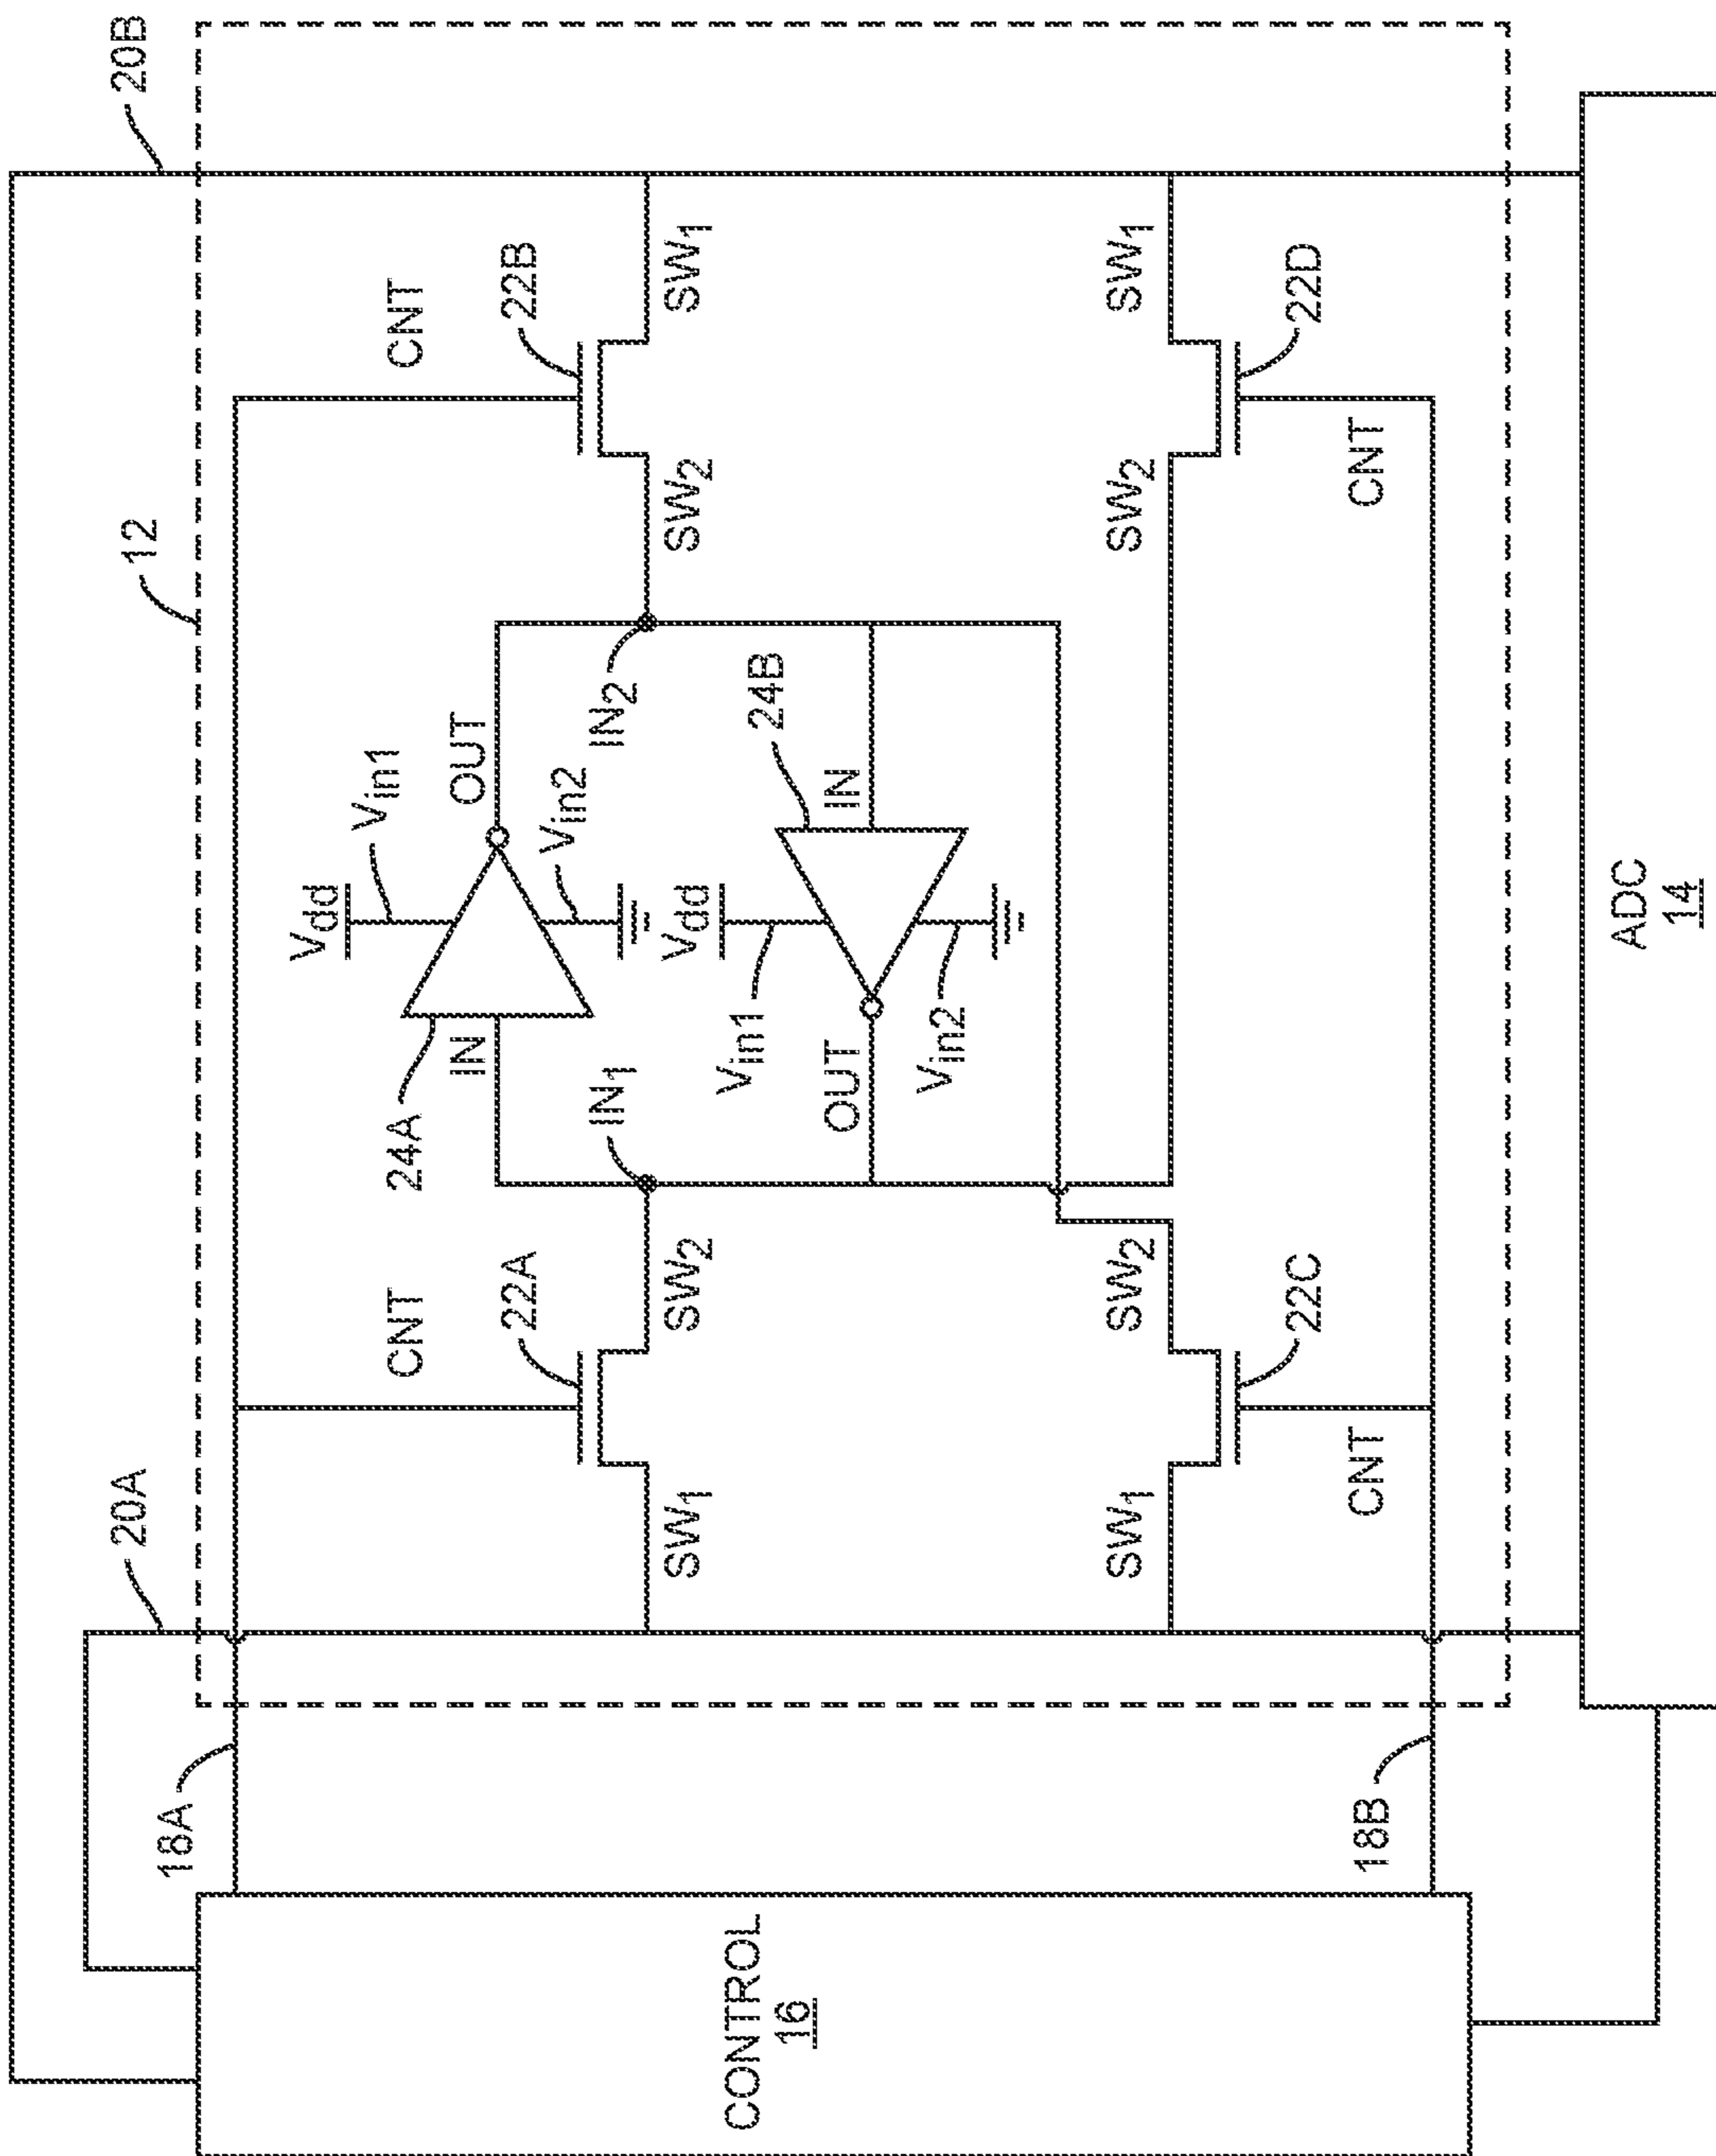 20A
20B
12
18A
CNT
CNT
Vdd
Vin1
24A
IN
OUT
22A
22B
Vin2
IN1
IN2
SW1
SW2
SW2
SW1
Vdd
24B
Vin1
OUT
IN
Vin2
CONTROL
16
SW1
SW2
SW2
SW1
22C
22D
CNT
CNT
18B
ADC
14